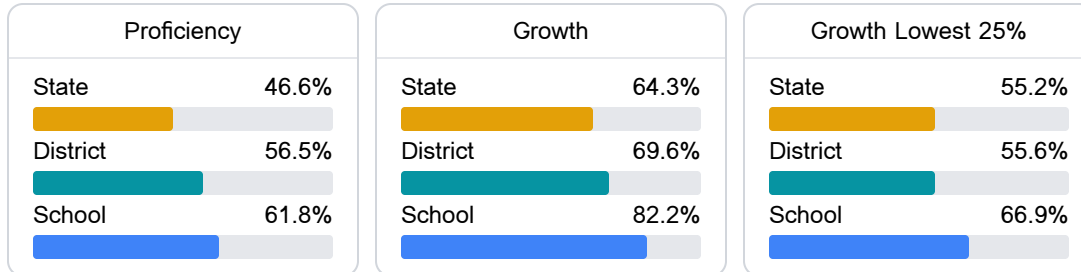 Proficiency
State 46.6%
District 56.5%
School 61.8%
Growth
State 64.3%
District 69.6%
School 82.2%
Growth Lowest 25%
State 55.2%
District 55.6%
School 66.9%